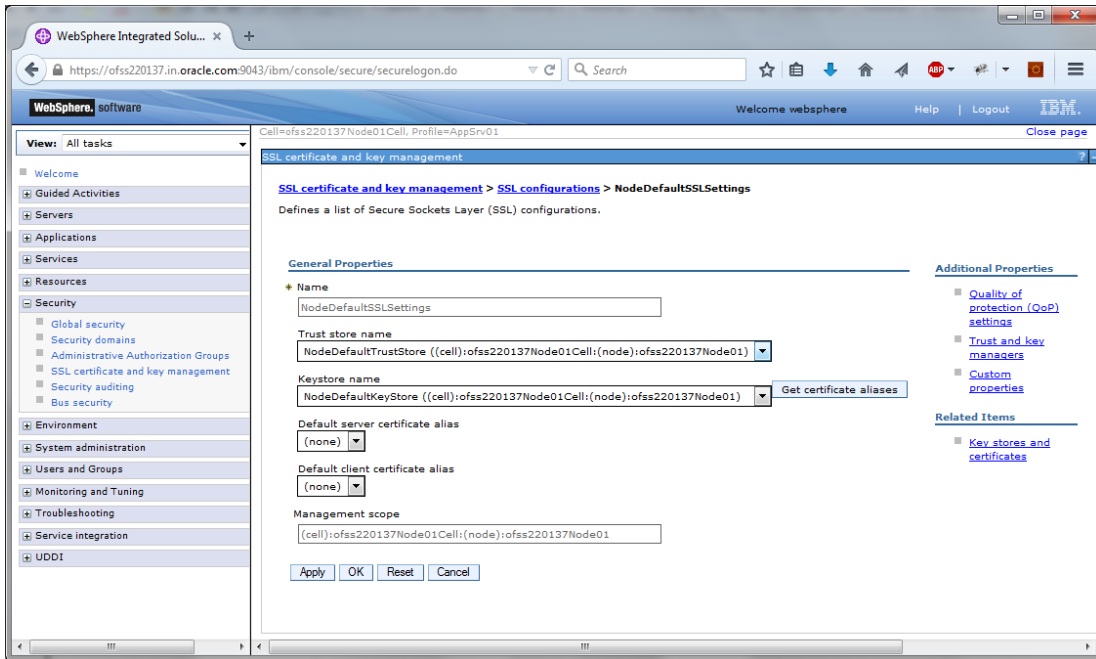 WebSphere Integrated Solu... ×
https://ofss220137.in.oracle.com:9043/ibm/console/secure/securelogon.do
Search
ABP
WebSphere. software
Welcome websphere
Help | Logout
IBM.
View: All tasks
Welcome
Guided Activities
Servers
Applications
Services
Resources
Security
Global security
Security domains
Administrative Authorization Groups
SSL certificate and key management
Security auditing
Bus security
Environment
System administration
Users and Groups
Monitoring and Tuning
Troubleshooting
Service integration
UDDI
Cell=ofss220137Node01Cell, Profile=AppSrv01
Close page
SSL certificate and key management
?
SSL certificate and key management > SSL configurations > NodeDefaultSSLSettings
Defines a list of Secure Sockets Layer (SSL) configurations.
General Properties
Name
NodeDefaultSSLSettings
Trust store name
NodeDefaultTrustStore ((cell):ofss220137Node01Cell:(node):ofss220137Node01)
Keystore name
NodeDefaultKeyStore ((cell):ofss220137Node01Cell:(node):ofss220137Node01)
Get certificate aliases
Default server certificate alias
(none)
Default client certificate alias
(none)
Management scope
(cell):ofss220137Node01Cell:(node):ofss220137Node01
Apply OK Reset Cancel
Additional Properties
Quality of
protection (QoP)
settings
Trust and key
managers
Custom
properties
Related Items
Key stores and
certificates